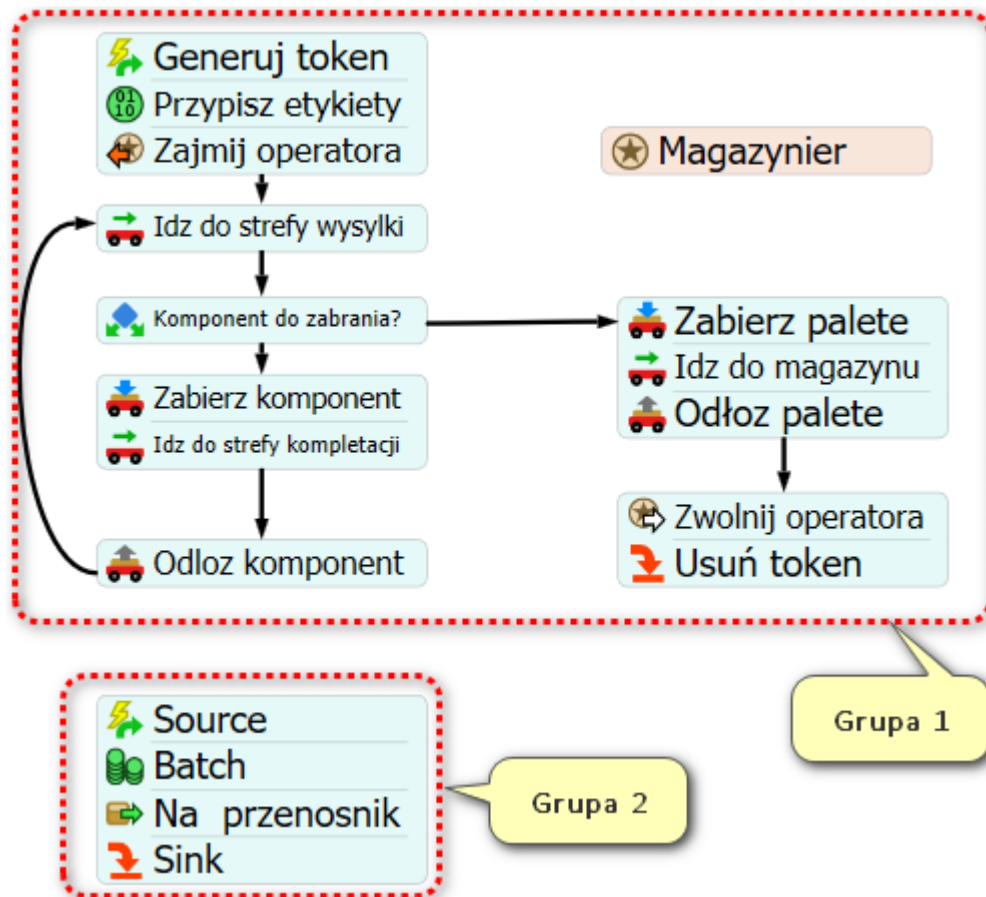 Generuj token
Przypisz etykiety
Zajmij operatora
Magazynier
Idz do strefy wysylki
Komponent do zabrania?
Zabierz komponent
Idz do strefy kompletacji
Odloz komponent
Zabierz palete
Idz do magazynu
Odłoz palete
Zwolnij operatora
Usuń token
Grupa 1
Source
Batch
Na przenosnik
Sink
Grupa 2